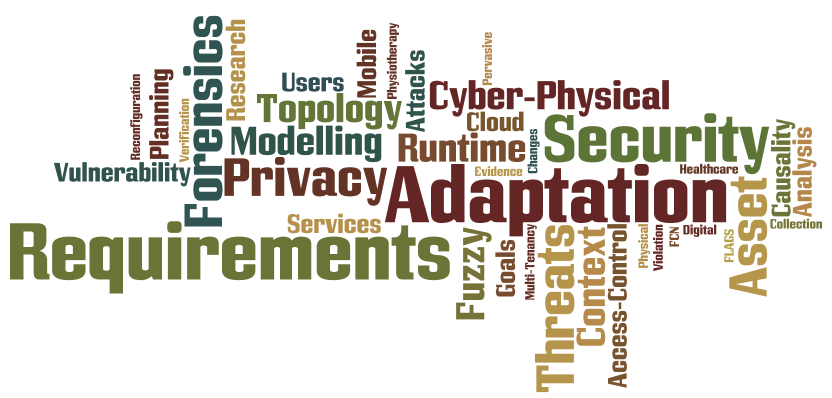 Forensics
Research
Mobile
Physiotherapy
Pervasive
Attacks
Users
Reconfiguration
Planning
Verification
Topology
Cyber-Physical
Cloud
Changes
Security
Modelling
Runtime
Causality
Analysis
Vulnerability
Privacy
Evidence
Healthcare
Adaptation
Asset
Services
Collection
Requirements
Fuzzy
Goals
Multi-Tenancy
Threats
Context
Access-Control
Physical
Violation
FCN
Digital
FLAGS